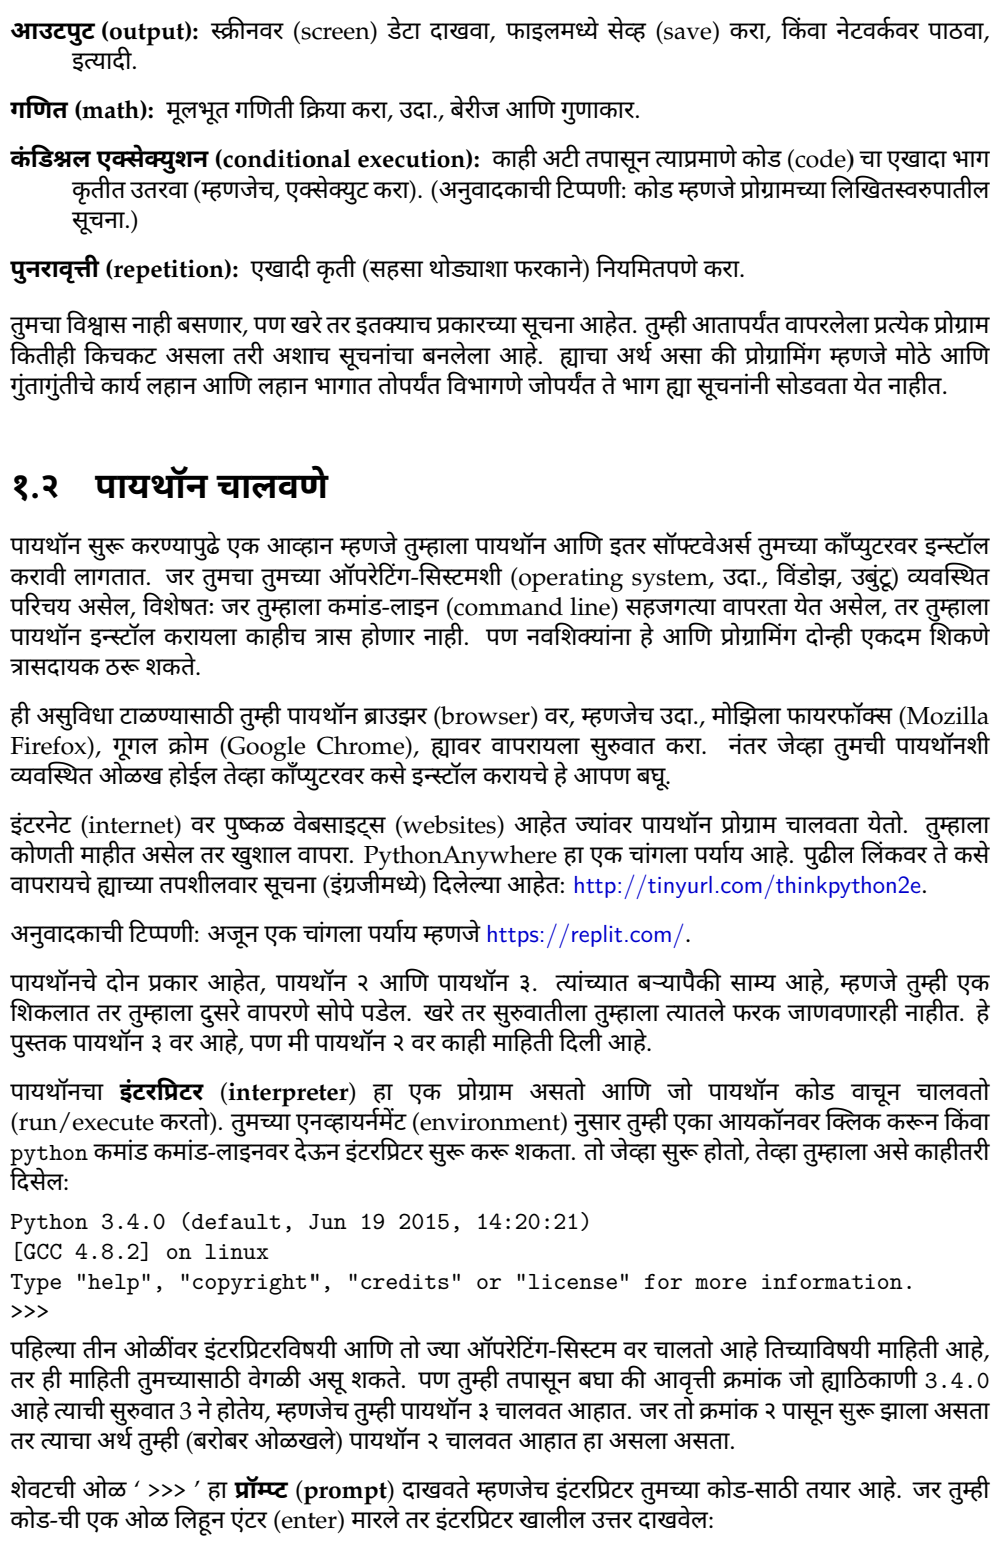 आउटपुट (output): स्क्रीनवर (screen) डेटा दाखवा, फाइलमध्ये सेव्ह (save) करा, किंवा नेटवर्कवर पाठवा,
इत्यादी.
गणित (math): मूलभूत गणिती क्रिया करा, उदा., बेरीज आणि गुणाकार.
कंडिश्नल एक्सेक्युशन (conditional execution): काही अटी तपासून त्याप्रमाणे कोड (code) चा एखादा भाग
कृतीत उतरवा (म्हणजेच, एक्सेक्युट करा). (अनुवादकाची टिप्पणी: कोड म्हणजे प्रोग्रामच्या लिखितस्वरुपातील
सूचना.)
पुनरावृत्ती (repetition): एखादी कृती (सहसा थोड्याशा फरकाने) नियमितपणे करा.
तुमचा विश्वास नाही बसणार, पण खरे तर इतक्याच प्रकारच्या सूचना आहेत. तुम्ही आतापर्यंत वापरलेला प्रत्येक प्रोग्राम
कितीही किचकट असला तरी अशाच सूचनांचा बनलेला आहे. ह्याचा अर्थ असा की प्रोग्रामिंग म्हणजे मोठे आणि
गुंतागुंतीचे कार्य लहान आणि लहान भागात तोपर्यंत विभागणे जोपर्यंत ते भाग ह्या सूचनांनी सोडवता येत नाहीत.
१.२ पायथॉन चालवणे
पायथॉन सुरू करण्यापुढे एक आव्हान म्हणजे तुम्हाला पायथॉन आणि इतर सॉफ्टवेअर्स तुमच्या काँप्युटरवर इन्स्टॉल
करावी लागतात. जर तुमचा तुमच्या ऑपरेटिंग-सिस्टमशी (operating system, उदा., विंडोझ, उबुंटू) व्यवस्थित
परिचय असेल, विशेषतः जर तुम्हाला कमांड-लाइन (command line) सहजगत्या वापरता येत असेल, तर तुम्हाला
पायथॉन इन्स्टॉल करायला काहीच त्रास होणार नाही. पण नवशिक्यांना हे आणि प्रोग्रामिंग दोन्ही एकदम शिकणे
त्रासदायक ठरू शकते.
ही असुविधा टाळण्यासाठी तुम्ही पायथॉन ब्राउझर (browser) वर, म्हणजेच उदा., मोझिला फायरफॉक्स (Mozilla
Firefox), गूगल क्रोम (Google Chrome), ह्यावर वापरायला सुरुवात करा. नंतर जेव्हा तुमची पायथॉनशी
व्यवस्थित ओळख होईल तेव्हा काँप्युटरवर कसे इन्स्टॉल करायचे हे आपण बघू.
इंटरनेट (internet) वर पुष्कळ वेबसाइट्स (websites) आहेत ज्यांवर पायथॉन प्रोग्राम चालवता येतो. तुम्हाला
कोणती माहीत असेल तर खुशाल वापरा. PythonAnywhere हा एक चांगला पर्याय आहे. पुढील लिंकवर ते कसे
वापरायचे ह्याच्या तपशीलवार सूचना (इंग्रजीमध्ये) दिलेल्या आहेत: http://tinyurl.com/thinkpython2e.
अनुवादकाची टिप्पणी: अजून एक चांगला पर्याय म्हणजे https://replit.com/.
पायथॉनचे दोन प्रकार आहेत, पायथॉन २ आणि पायथॉन ३. त्यांच्यात बऱ्यापैकी साम्य आहे, म्हणजे तुम्ही एक
शिकलात तर तुम्हाला दुसरे वापरणे सोपे पडेल. खरे तर सुरुवातीला तुम्हाला त्यातले फरक जाणवणारही नाहीत. हे
पुस्तक पायथॉन ३ वर आहे, पण मी पायथॉन २ वर काही माहिती दिली आहे.
पायथॉनचा इंटरप्रिटर (interpreter) हा एक प्रोग्राम असतो आणि जो पायथॉन कोड वाचून चालवतो
(run/execute करतो). तुमच्या एनव्हायर्नमेंट (environment) नुसार तुम्ही एका आयकॉनवर क्लिक करून किंवा
python कमांड कमांड-लाइनवर देऊन इंटरप्रिटर सुरू करू शकता. तो जेव्हा सुरू होतो, तेव्हा तुम्हाला असे काहीतरी
दिसेल:
Python 3.4.0 (default, Jun 19 2015, 14:20:21)
[GCC 4.8.2] on linux
Type "help", "copyright", "credits" or "license" for more information.
>>>
पहिल्या तीन ओळींवर इंटरप्रिटरविषयी आणि तो ज्या ऑपरेटिंग-सिस्टम वर चालतो आहे तिच्याविषयी माहिती आहे,
तर ही माहिती तुमच्यासाठी वेगळी असू शकते. पण तुम्ही तपासून बघा की आवृत्ती क्रमांक जो ह्याठिकाणी 3.4.0
आहे त्याची सुरुवात 3 ने होतेय, म्हणजेच तुम्ही पायथॉन ३ चालवत आहात. जर तो क्रमांक २ पासून सुरू झाला असता
तर त्याचा अर्थ तुम्ही (बरोबर ओळखले) पायथॉन २ चालवत आहात हा असला असता.
शेवटची ओळ ‘ >>> ’ हा प्रॉम्प्ट (prompt) दाखवते म्हणजेच इंटरप्रिटर तुमच्या कोड-साठी तयार आहे. जर तुम्ही
कोड-ची एक ओळ लिहून एंटर (enter) मारले तर इंटरप्रिटर खालील उत्तर दाखवेल: